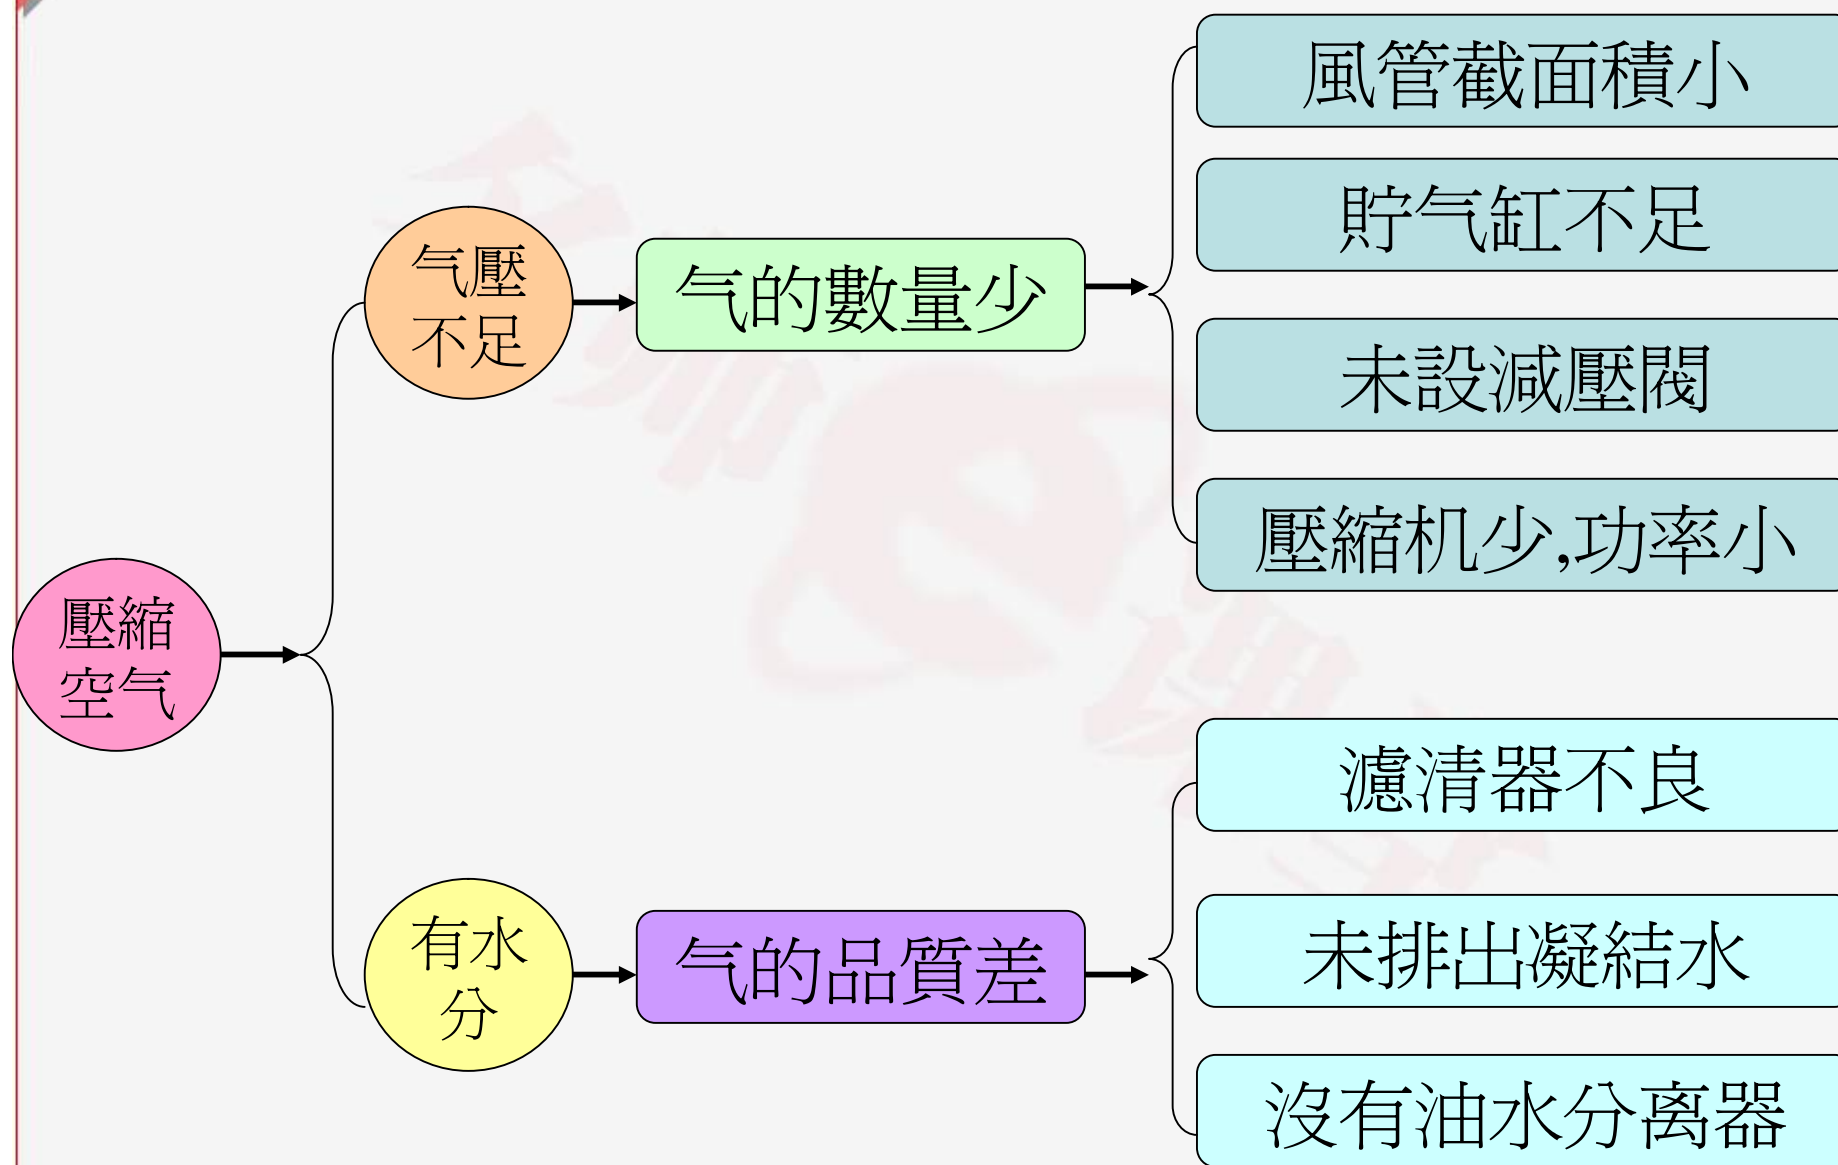 壓縮
空气
气壓
不足
气的數量少
風管截面積小
貯气缸不足
未設減壓閥
壓縮机少,功率小
有水
分
气的品質差
濾清器不良
未排出凝結水
沒有油水分离器